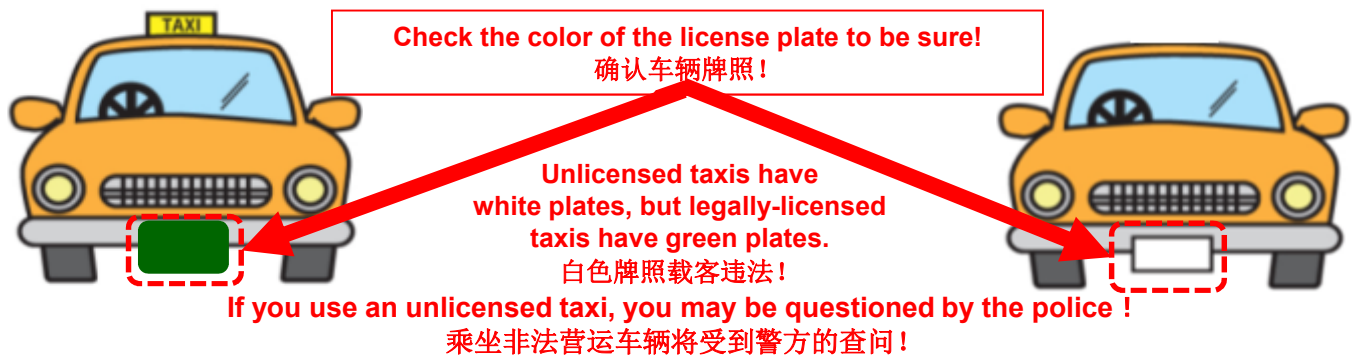 TAXI
Check the color of the license plate to be sure!
确认车辆牌照！
Unlicensed taxis have
white plates, but legally-licensed
taxis have green plates.
白色牌照载客违法！
If you use an unlicensed taxi, you may be questioned by the police！
乘坐非法营运车辆将受到警方的查问！